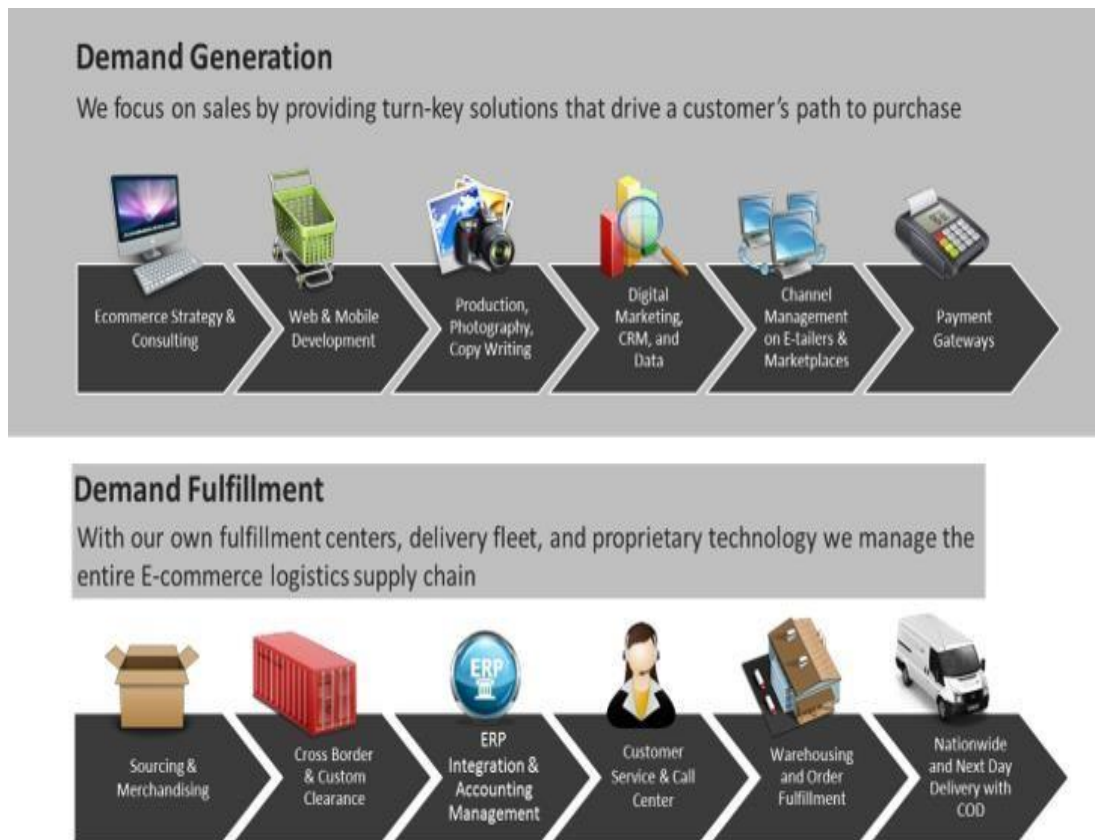 Demand Generation
We focus on sales by providing turn-key solutions that drive a customer's path to purchase
Ecommerce Strategy &
Consulting
Web & Mobile
Development
Production,
Photography,
Copy Writing
Digital
Marketing,
CRM, and
Data
Channel
Management
on E-tailers &
Marketplaces
Payment
Gateways
Demand Fulfillment
With our own fulfillment centers, delivery fleet, and proprietary technology we manage the
entire E-commerce logistics supply chain
Sourcing &
Merchandising
Cross Border
& Custom
Clearance
ERP
ERP
Integration &
Accounting
Management
Customer
Service & Call
Center
Warehousing
and Order
Fulfillment
Nationwide
and Next Day
Delivery with
COD